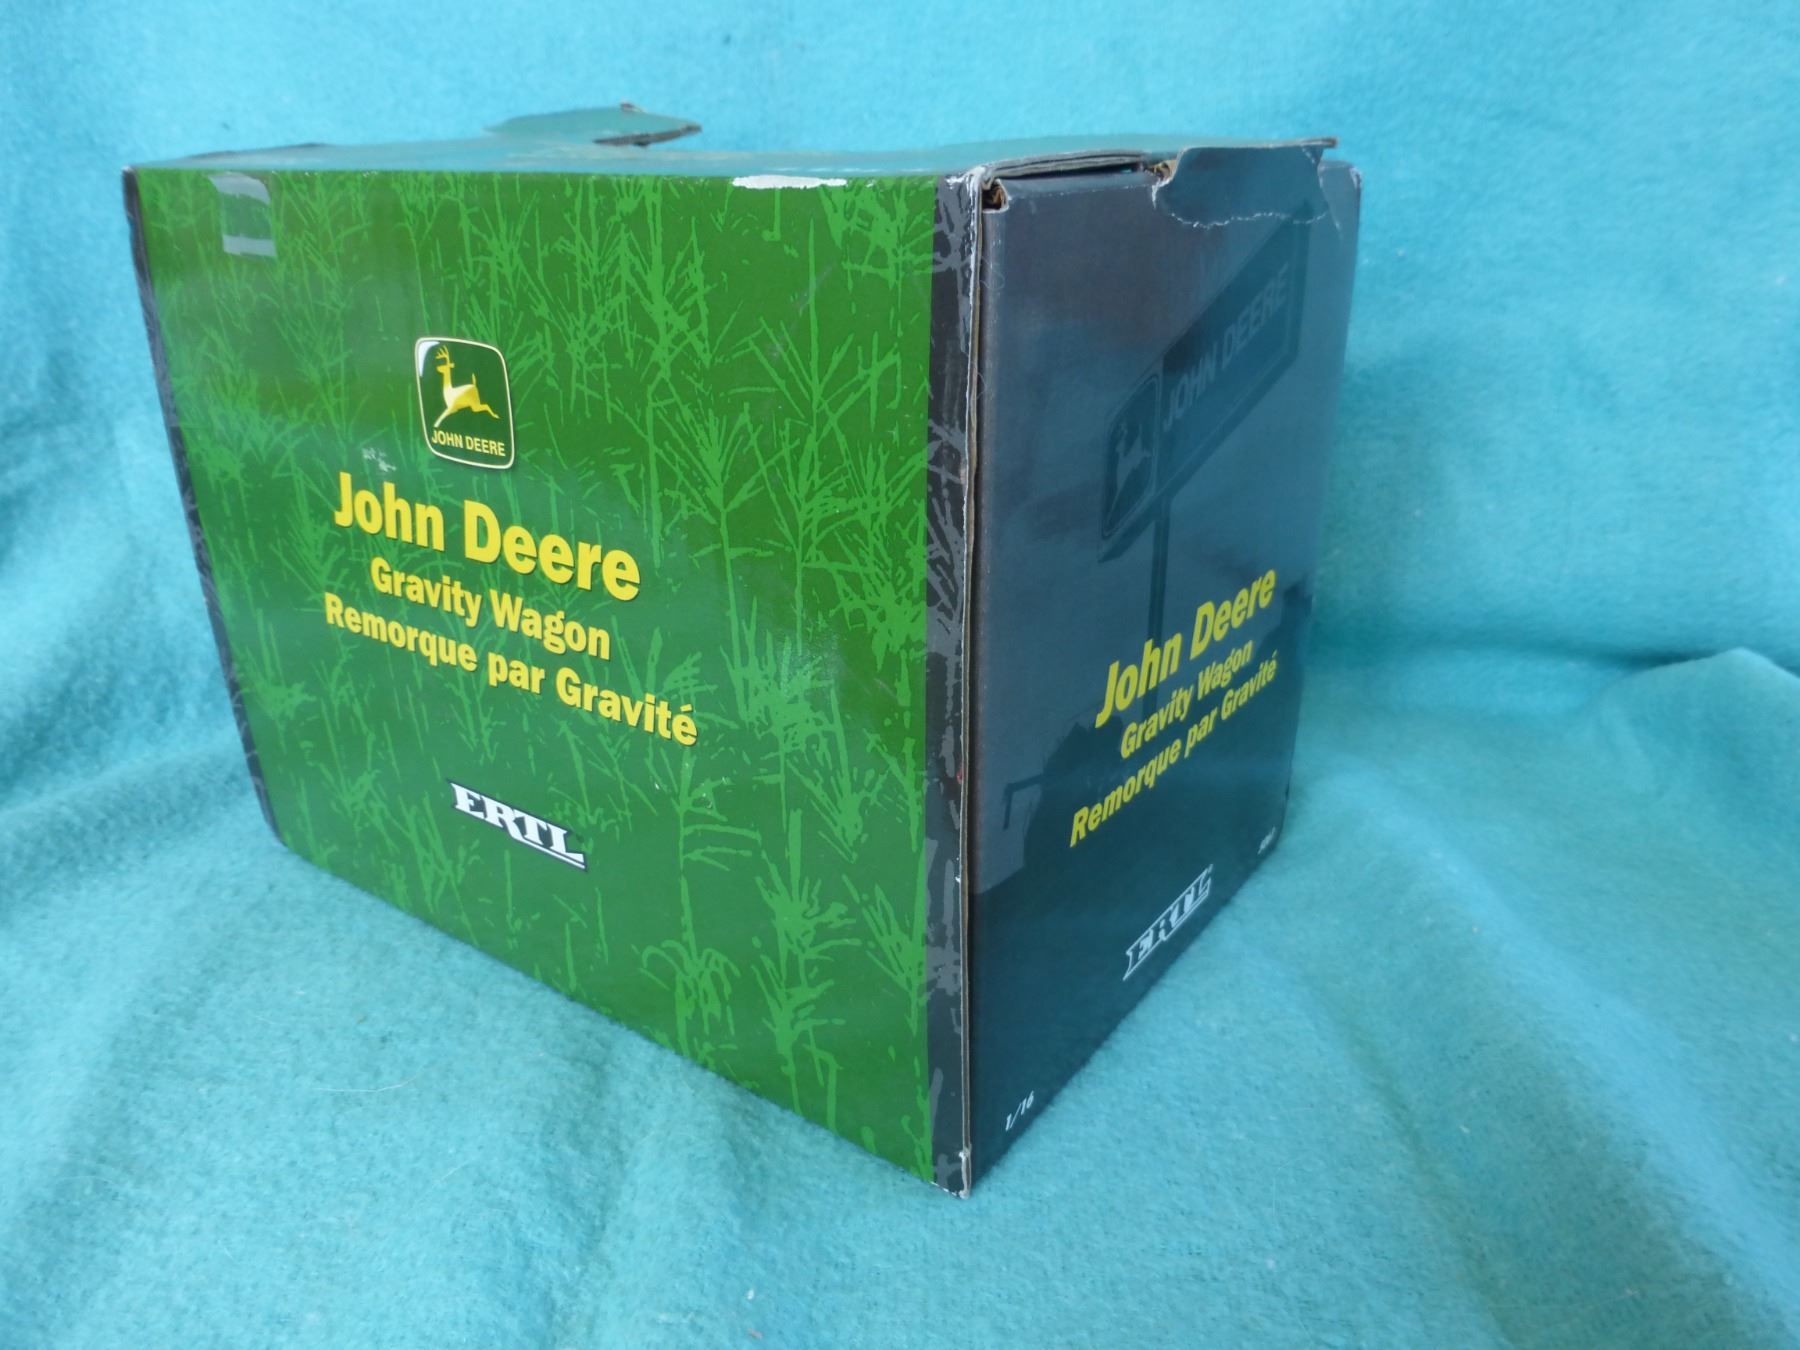 JOHN DEERE
John Deere
Gravity Wagon
Remorque par Gravité
ERTL
JOHN DEERE
John Deere
Gravity Wagon
Remorque par Gravité
ERTL®
1/16